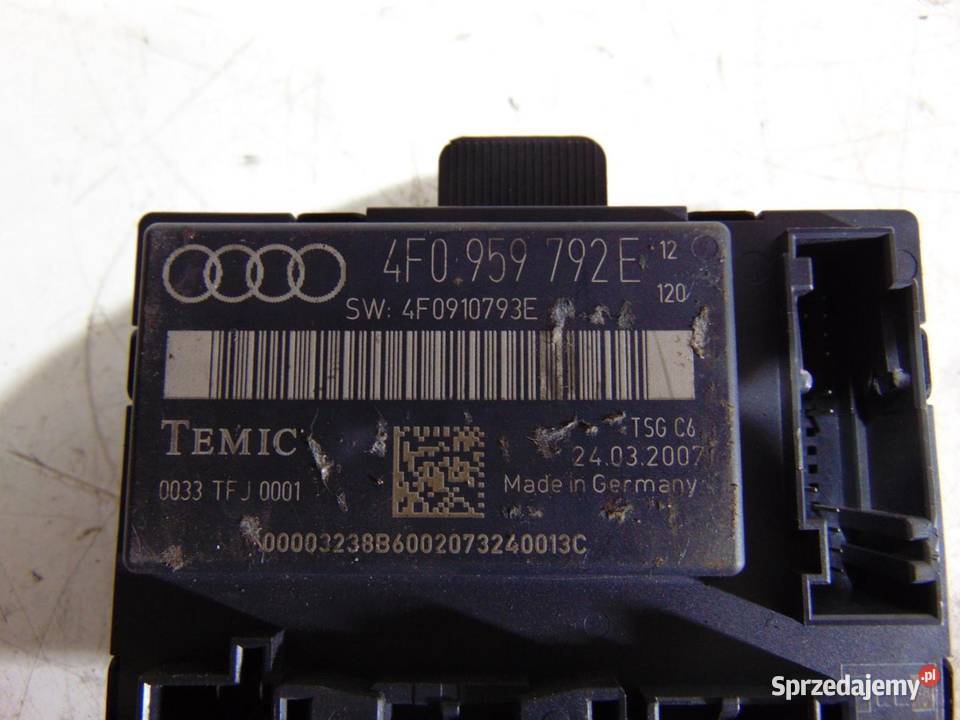 4F0 959 792E 12
120
SW: 4F0910793E
TEMIC
TSG C6
24.03.2007
0033 TFJ 0001
Made in Germany
00003238B6002073240013C
Sprzedajemy.pl